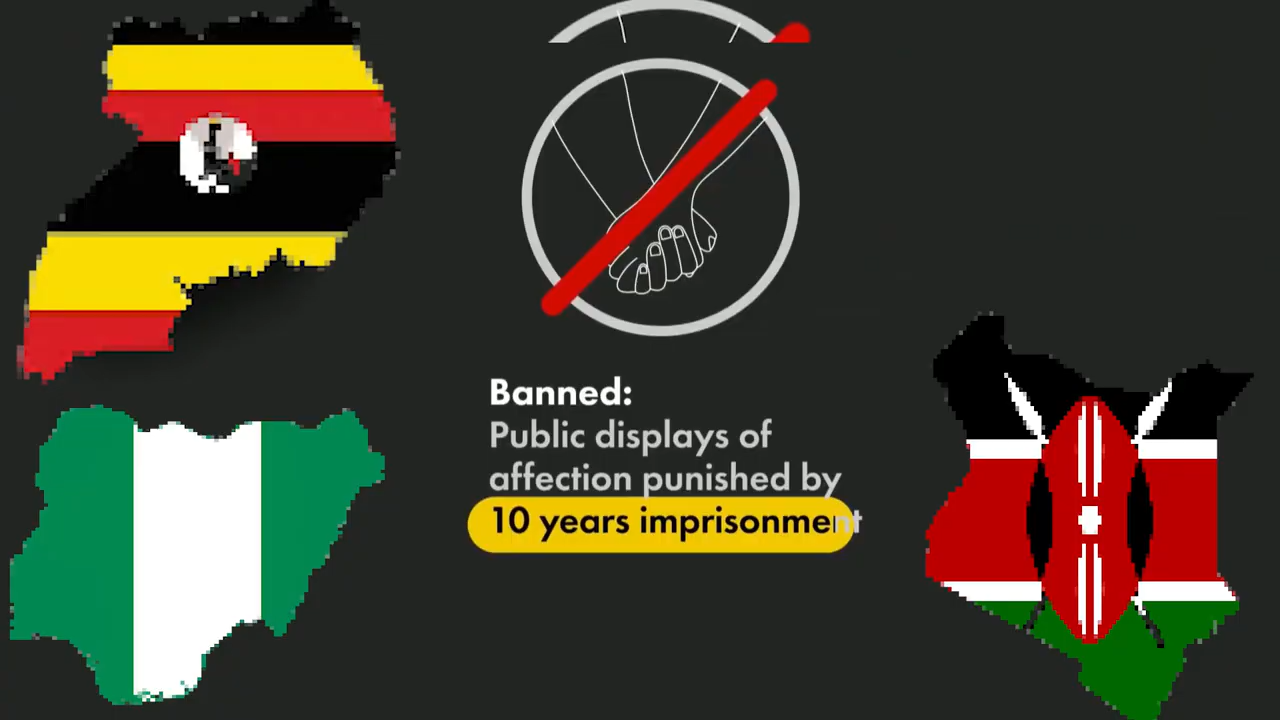 Banned:
Public displays of
affection punished by
10 years imprisonment